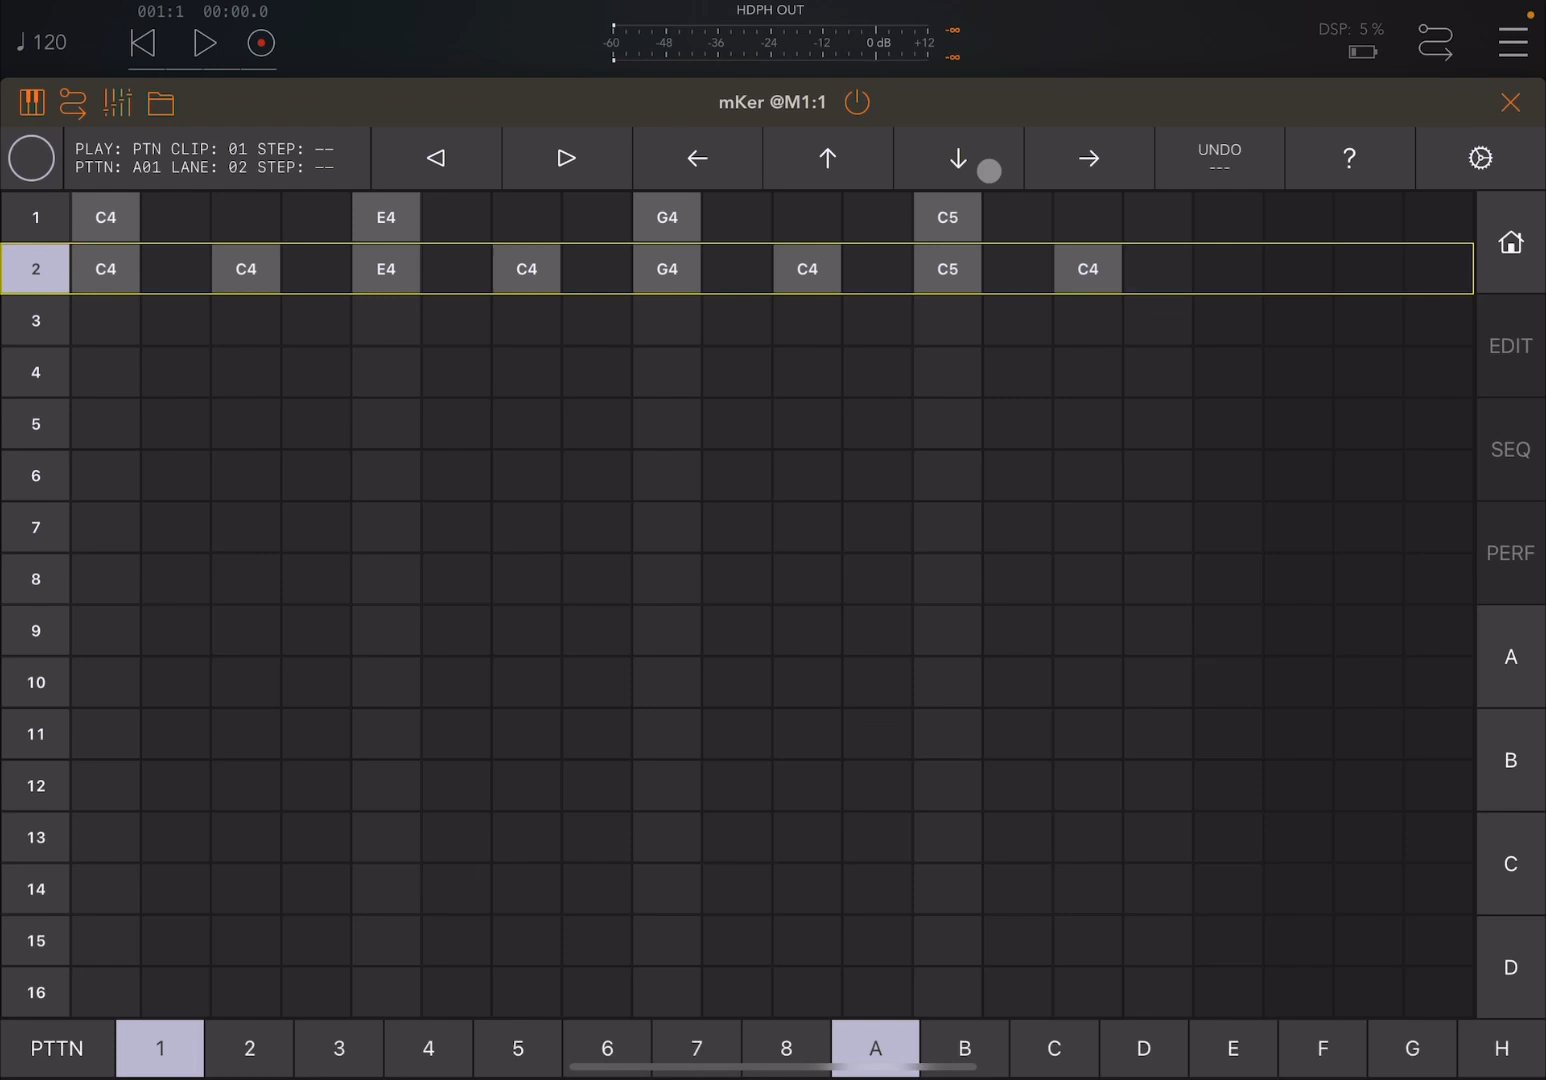 001:1 00:00.0
HDPH OUT
♩ 120
-60 -48 -36 -24 -12 0 dB +12
-∞
-∞
DSP: 5 %
mKer @M1:1
PLAY: PTN CLIP: 01 STEP: --
PTTN: A01 LANE: 02 STEP: --
UNDO
---
?
1 C4 E4 G4 C5
2 C4 C4 E4 C4 G4 C4 C5 C4
3
EDIT
4
5
SEQ
6
7
PERF
8
9
A
10
11
B
12
13
C
14
15
D
16
PTTN 1 2 3 4 5 6 7 8 A B C D E F G H